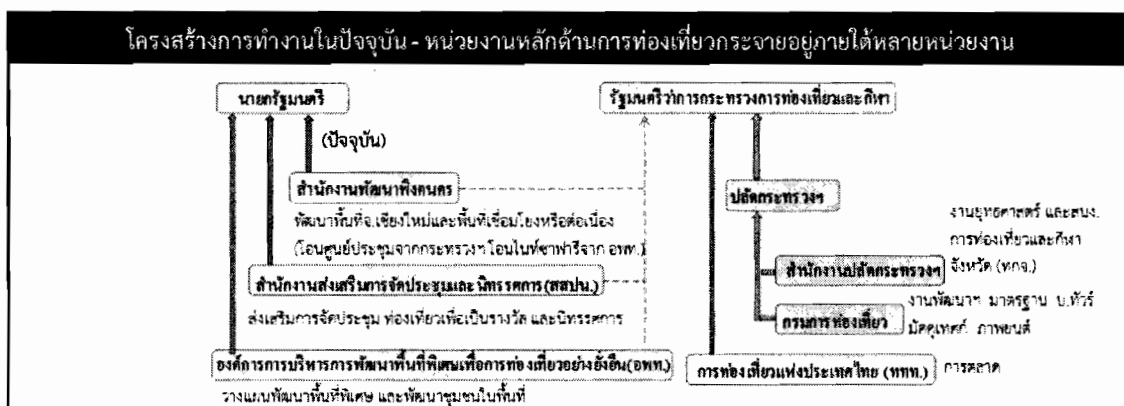 โครงสร้างการทำงานในปัจจุบัน - หน่วยงานหลักด้านการท่องเที่ยวกระจายอยู่ภายใต้หลายหน่วยงาน
นายกรัฐมนตรี
(ปัจจุบัน)
สำนักงานพัฒนาพิงคนคร
พัฒนาพื้นที่จ.เชียงใหม่และพื้นที่เชื่อมโยงหรือต่อเนื่อง
(โอนศูนย์ประชุมจากกระทรวงฯ โอนไนท์ซาฟารีจาก อพท.)
สำนักงานส่งเสริมการจัดประชุมและนิทรรศการ(สสปน.)
ส่งเสริมการจัดประชุม ท่องเที่ยวเพื่อเป็นรางวัล และนิทรรศการ
องค์การการบริหารการพัฒนาพื้นที่พิเศษเพื่อการท่องเที่ยวอย่างยั่งยืน(อพท.)
วางแผนพัฒนาพื้นที่พิเศษ และพัฒนาชุมชนในพื้นที่
รัฐมนตรีว่าการกระทรวงการท่องเที่ยวและกีฬา
ปลัดกระทรวงฯ
สำนักงานปลัดกระทรวงฯ
งานยุทธศาสตร์ และสนง.
การท่องเที่ยวและกีฬา
จังหวัด (ทกจ.)
กรมการท่องเที่ยว
งานพัฒนาฯ มาตรฐาน บ.ทัวร์
มัคคุเทศก์ ภาพยนต์
การท่องเที่ยวแห่งประเทศไทย (ททท.)
การตลาด